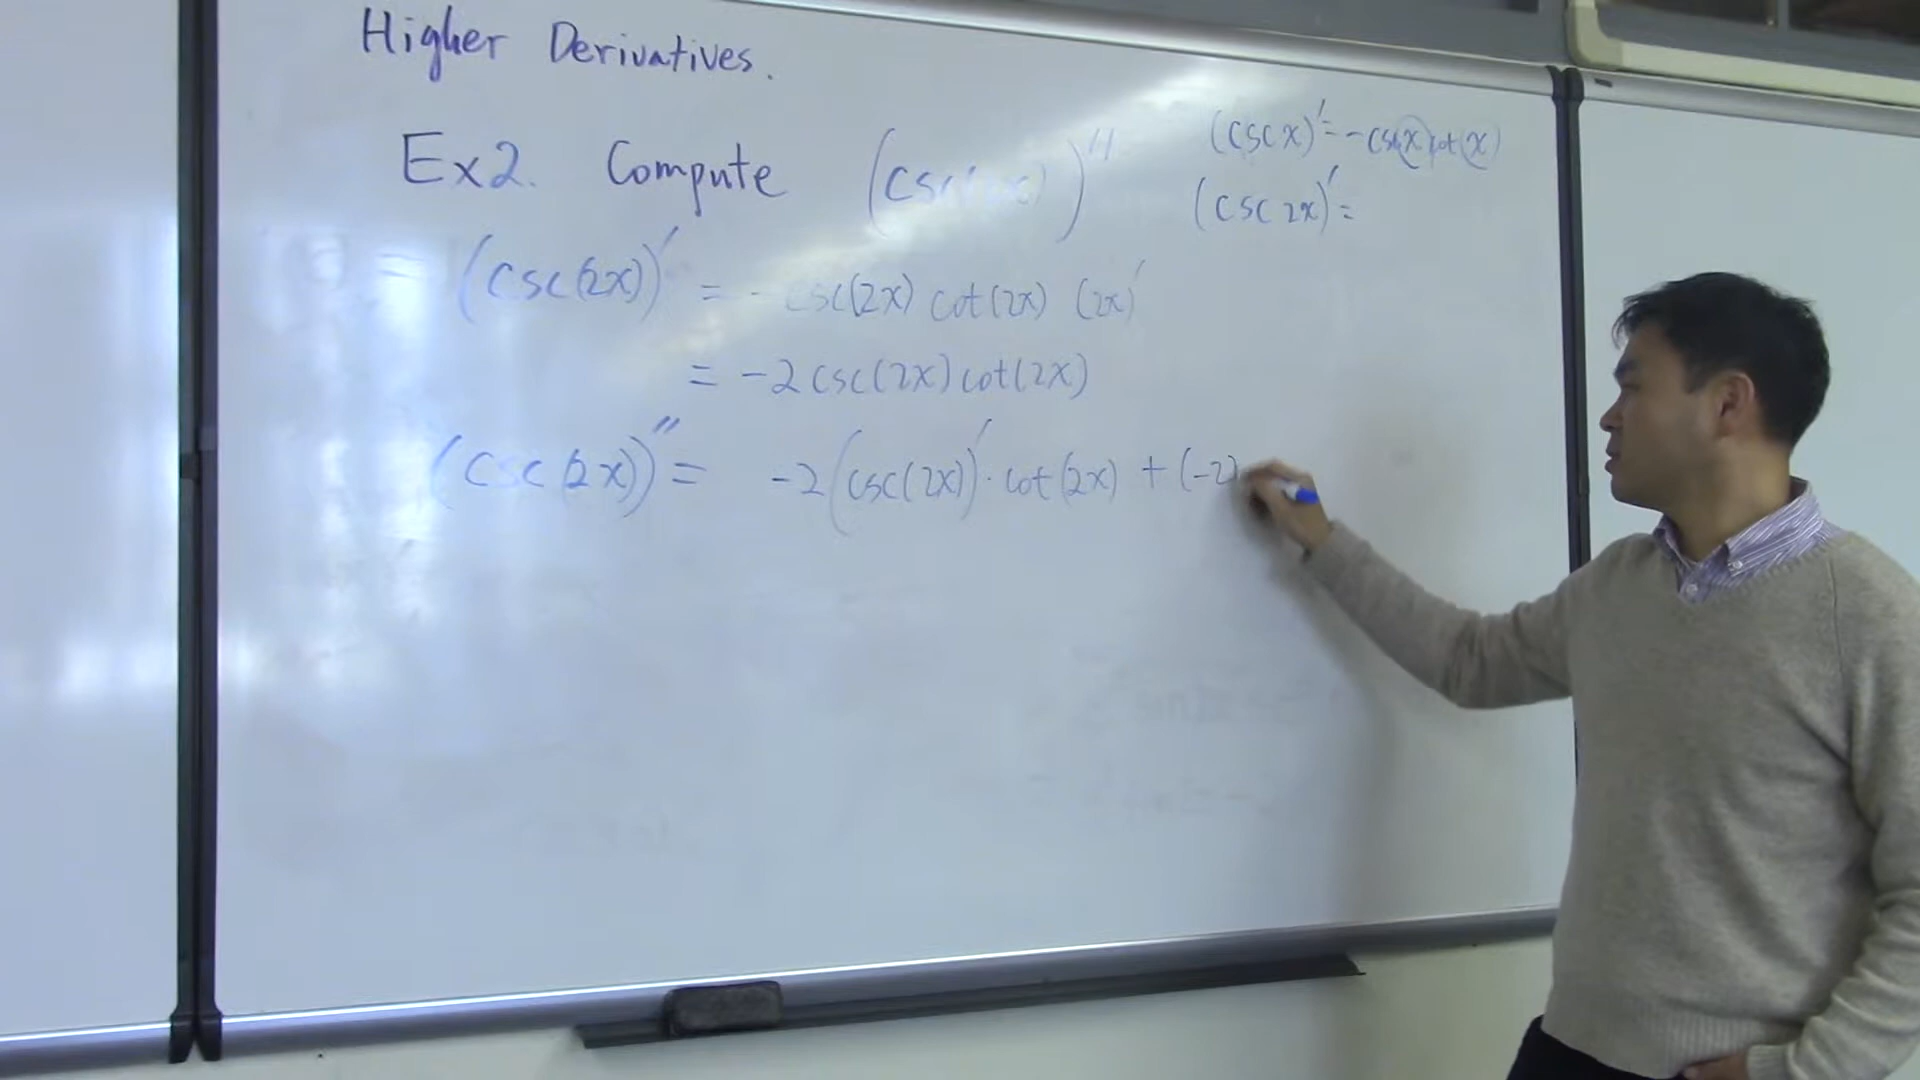 Higher Derivatives.
Ex2. Compute (csc(2x))''
(csc x)' = -csc(x) cot(x)
(csc 2x)' =
(csc(2x))' = -csc(2x) cot(2x) (2x)'
= -2 csc(2x) cot(2x)
(csc(2x))'' = -2 (csc(2x))' · cot(2x) + (-2)